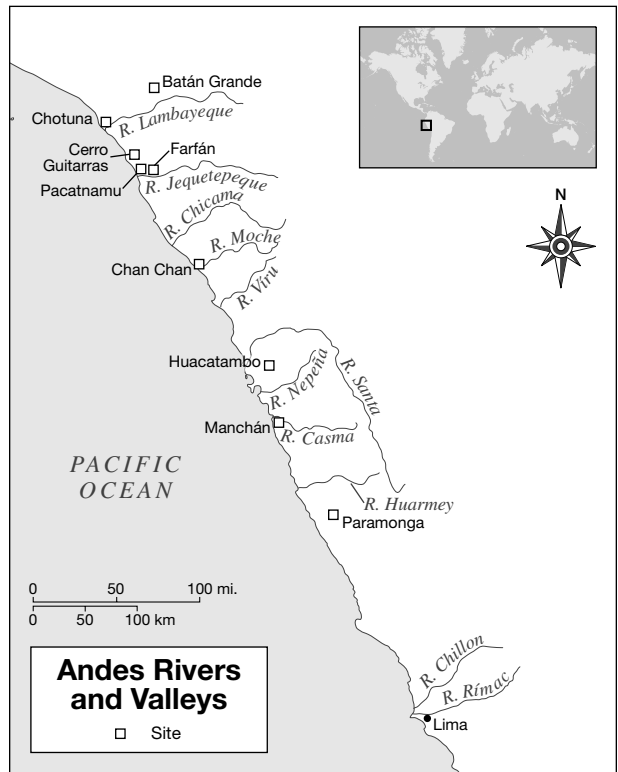 Batán Grande
Chotuna
R. Lambayeque
Cerro
Guitarras
Farfán
Pacatnamu
R. Jequetepeque
R. Chicama
R. Moche
Chan Chan
R. Víru
N
Huacatambo
R. Nepeña
R. Santa
Manchán
R. Casma
PACIFIC
OCEAN
R. Huarmey
Paramonga
0 50 100 mi.
0 50 100 km
R. Chillon
R. Rímac
Lima
Andes Rivers
and Valleys
Site